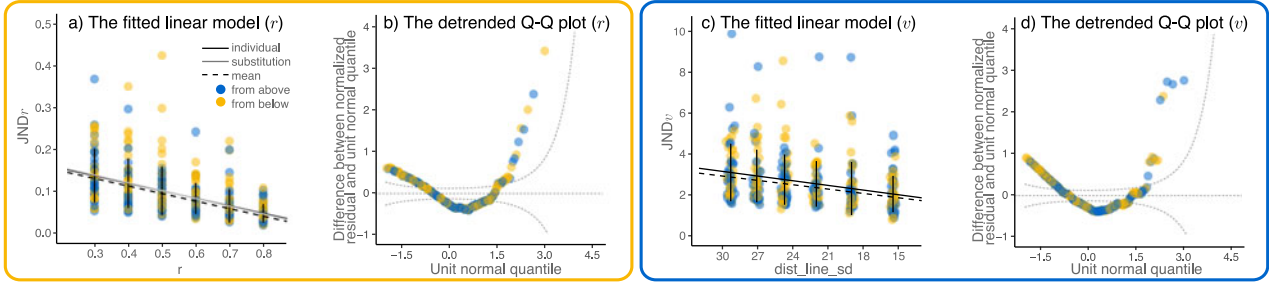 a) The fitted linear model (r)
JNDr
0.5
0.4
0.3
0.2
0.1
0.0
individual
substitution
mean
from above
from below
0.3 0.4 0.5 0.6 0.7 0.8
r
b) The detrended Q-Q plot (r)
Difference between normalized
residual and unit normal quantile
4
3
2
1
0
−1
−1.5 0.0 1.5 3.0 4.5
Unit normal quantile
c) The fitted linear model (v)
JNDv
10
8
6
4
2
0
30 27 24 21 18 15
dist_line_sd
d) The detrended Q-Q plot (v)
Difference between normalized
residual and unit normal quantile
4
3
2
1
0
−1
−1.5 0.0 1.5 3.0 4.5
Unit normal quantile